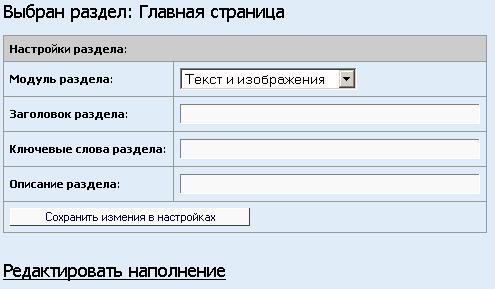 Выбран раздел: Главная страница
Настройки раздела:
Модуль раздела: Текст и изображения
Заголовок раздела:
Ключевые слова раздела:
Описание раздела:
Сохранить измения в настройках
Редактировать наполнение